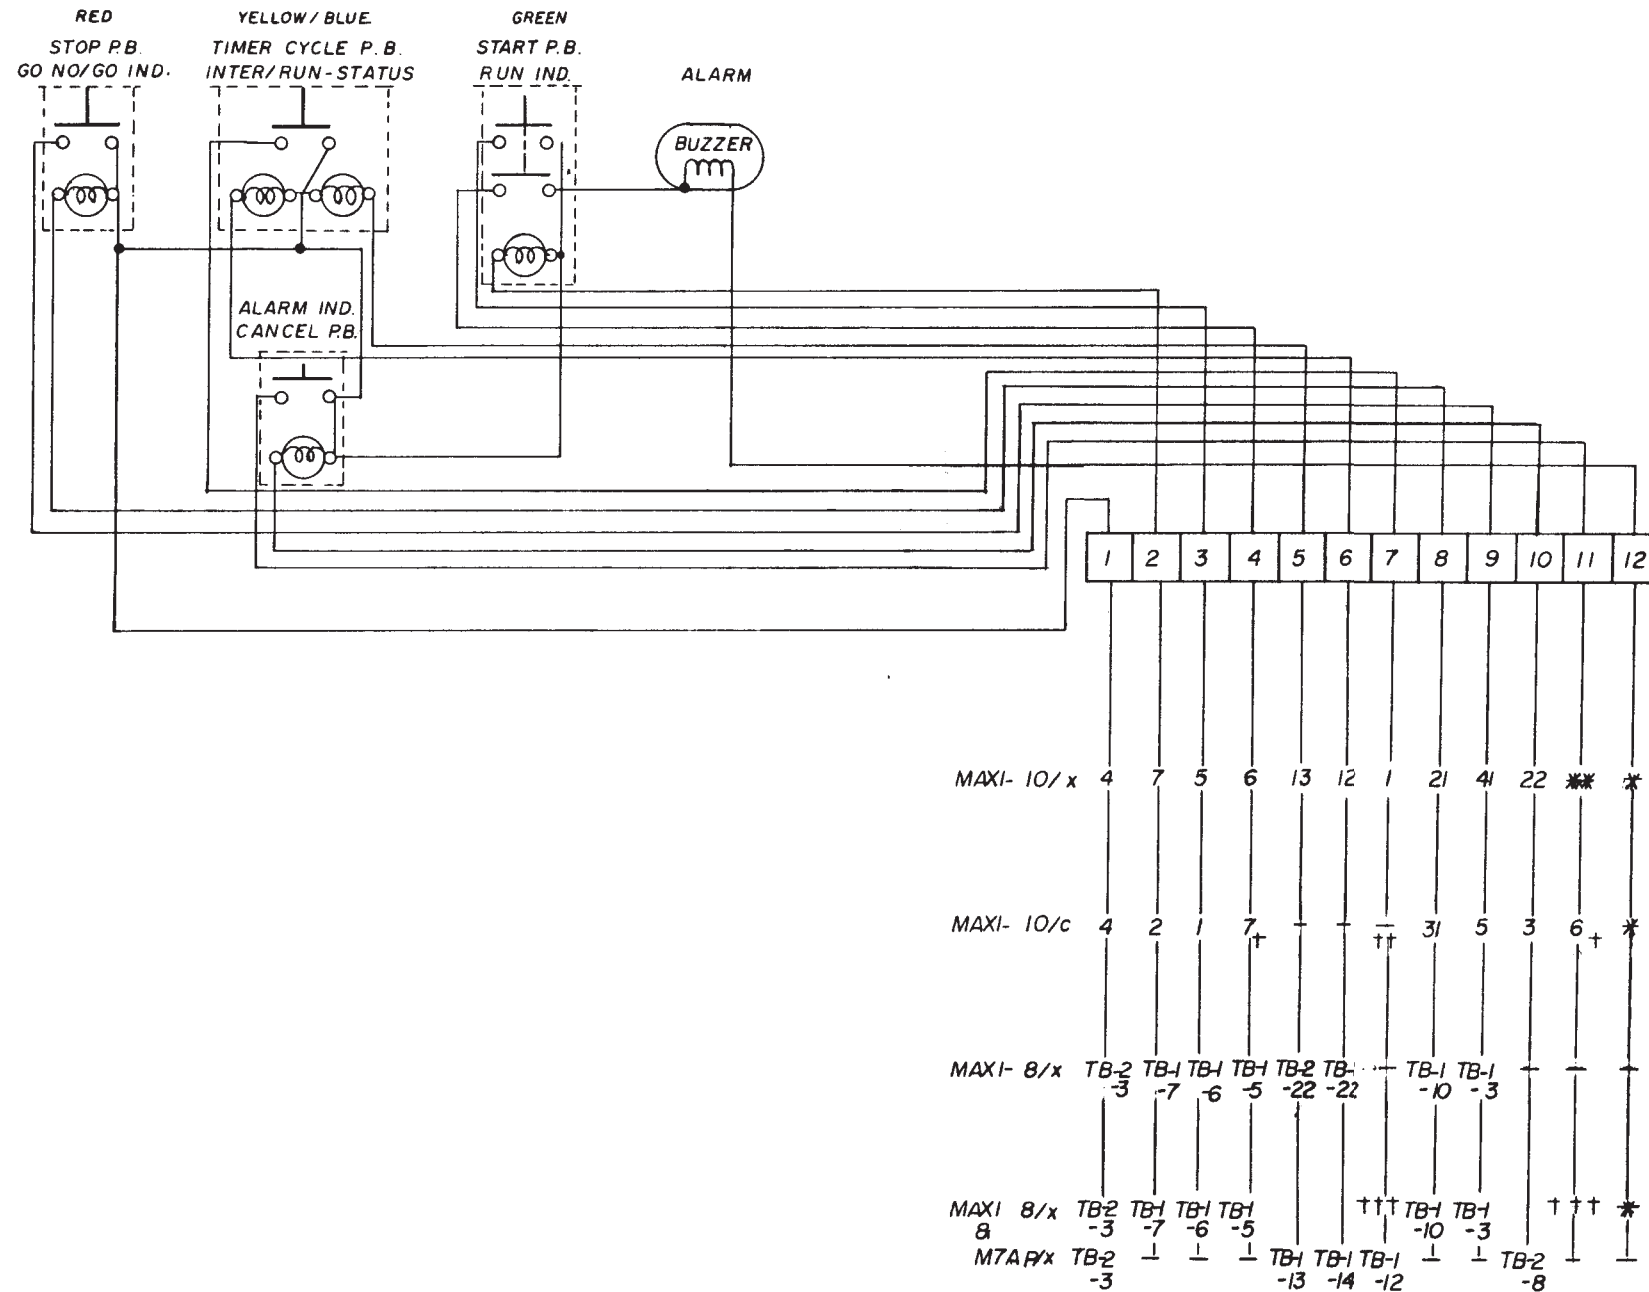 RED YELLOW/BLUE GREEN
STOP P.B. TIMER CYCLE P.B. START P.B.
GO NO/GO IND. INTER/RUN-STATUS RUN IND. ALARM
BUZZER
ALARM IND.
CANCEL P.B.
1 2 3 4 5 6 7 8 9 10 11 12
MAXI- 10/x 4 7 5 6 13 12 1 21 41 22 ** *
MAXI- 10/c 4 2 1 7† – – – †† 31 5 3 6† *
MAXI- 8/x TB-2 TB-1 TB-1 TB-1 TB-2 TB- – TB-1 TB-1 – – –
-3 -7 -6 -5 -22 -22 -10 -3
MAXI 8/x TB-2 TB-1 TB-1 TB-1 ††† TB-1 TB-1 ††† *
& -3 -7 -6 -5 -10 -3
M7AP/x TB-2 – – – TB-1 TB-1 TB-1 – – TB-2 – –
-3 -13 -14 -12 -8